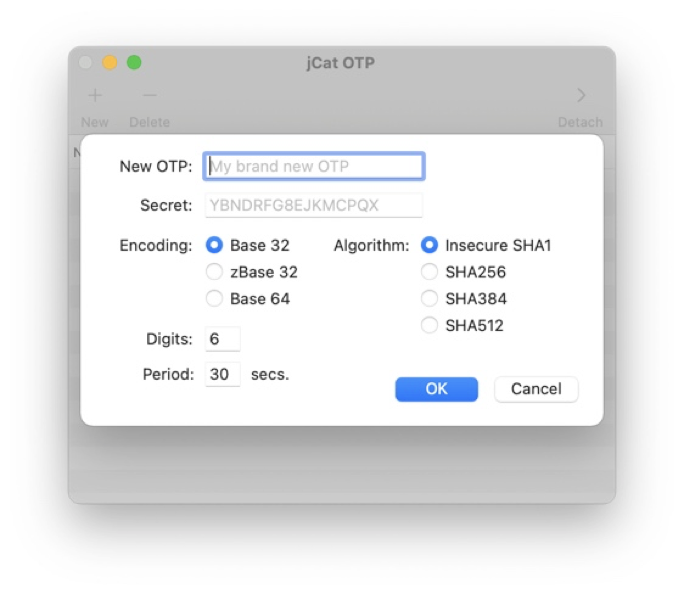 jCat OTP
New Delete Detach
N
New OTP: My brand new OTP
Secret: YBNDRFG8EJKMCPQX
Encoding: Base 32 Algorithm: Insecure SHA1
zBase 32 SHA256
Base 64 SHA384
SHA512
Digits: 6
Period: 30 secs.
OK Cancel